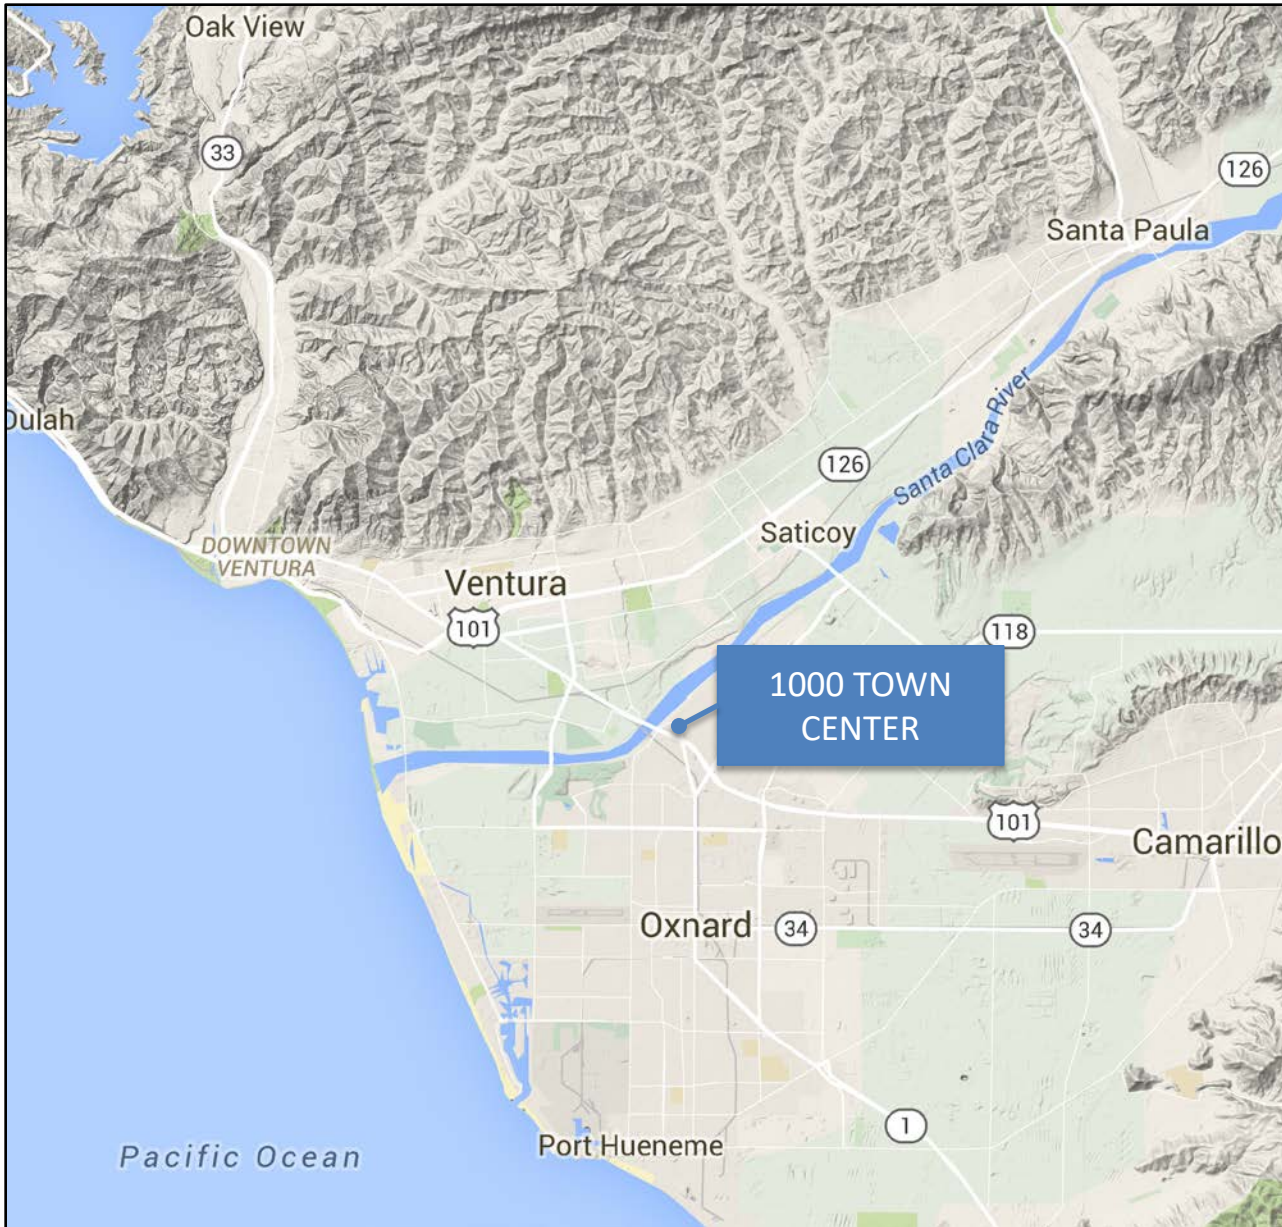 Oak View
33
126
Santa Paula
Santa Clara River
Dulah
126
DOWNTOWN
VENTURA
Saticoy
Ventura
101
118
1000 TOWN
CENTER
101
Camarillo
Oxnard
34
34
1
Port Hueneme
Pacific Ocean